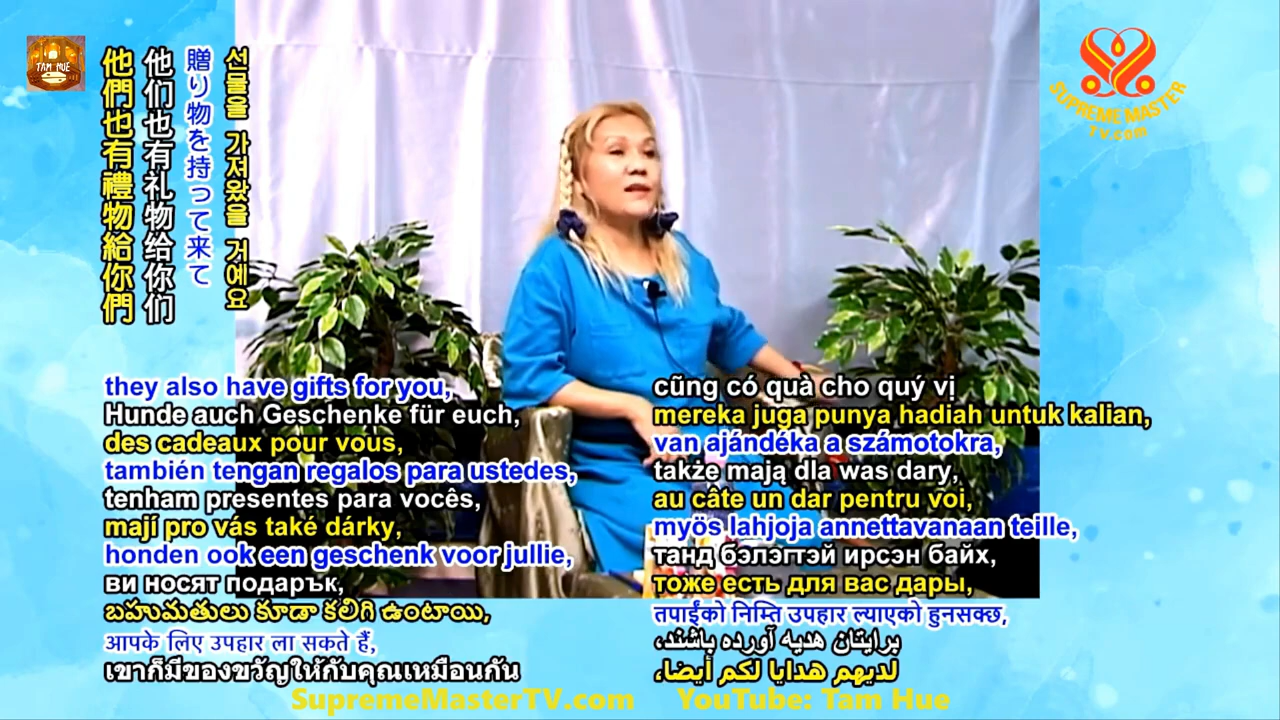 TAM HUE
他們也有禮物給你們
他们也有礼物给你们
贈り物を持って来て
선물을 가져왔을 거예요
SUPREME MASTER
TV.com
they also have gifts for you,
Hunde auch Geschenke für euch,
des cadeaux pour vous,
también tengan regalos para ustedes,
tenham presentes para vocês,
mají pro vás také dárky,
honden ook een geschenk voor jullie,
ви носят подарък,
బహుమతులు కూడా కలిగి ఉంటాయి,
आपके लिए उपहार ला सकते हैं,
เขาก็มีของขวัญให้กับคุณเหมือนกัน
cũng có quà cho quý vị
mereka juga punya hadiah untuk kalian,
van ajándéka a számotokra,
także mają dla was dary,
au câte un dar pentru voi,
myös lahjoja annettavanaan teille,
танд бэлэгтэй ирсэн байх,
тоже есть для вас дары,
तपाईंको निम्ति उपहार ल्याएको हुनसक्छ,
برایتان هدیه آورده باشند،
لديهم هدايا لكم أيضا،
SupremeMasterTV.com
YouTube: Tam Hue